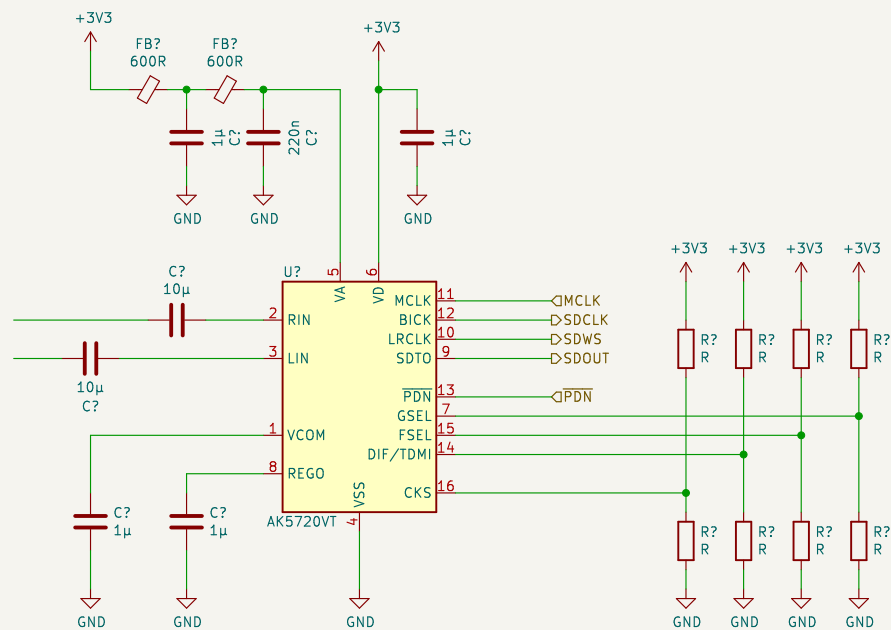 +3V3
+3V3
FB?
600R
FB?
600R
1µ
C?
220n
C?
1µ
C?
GND
GND
GND
+3V3
+3V3
+3V3
+3V3
C?
10µ
U?
5
6
VA
VD
2
RIN
3
LIN
10µ
C?
1
VCOM
8
REGO
MCLK
11
MCLK
BICK
12
SDCLK
LRCLK
10
SDWS
SDTO
9
SDOUT
PDN
13
PDN
GSEL
7
FSEL
15
DIF/TDMI
14
CKS
16
VSS
4
AK5720VT
R?
R
R?
R
R?
R
R?
R
C?
1µ
C?
1µ
R?
R
R?
R
R?
R
R?
R
GND
GND
GND
GND
GND
GND
GND